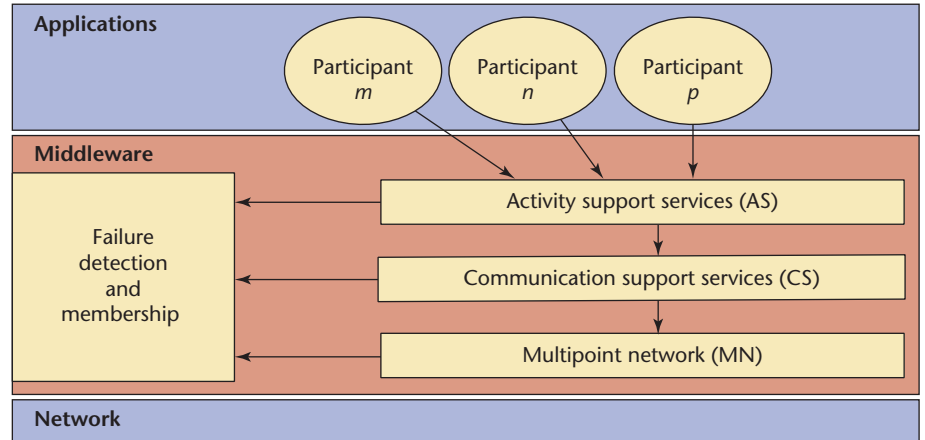 Applications
Participant
m
Participant
n
Participant
p
Middleware
Failure
detection
and
membership
Activity support services (AS)
Communication support services (CS)
Multipoint network (MN)
Network